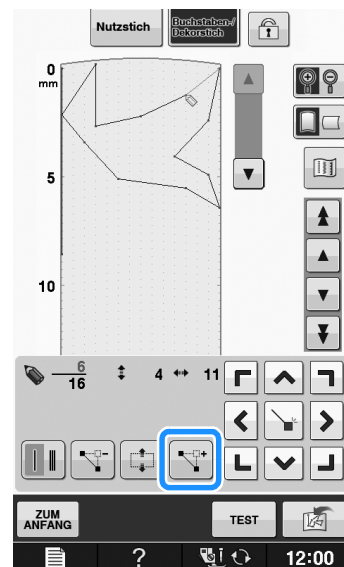 Nutzstich
Buchstaben-/
Dekorstich
0
mm
5
10
6
16
4
11
ZUM
ANFANG
TEST
?
12:00